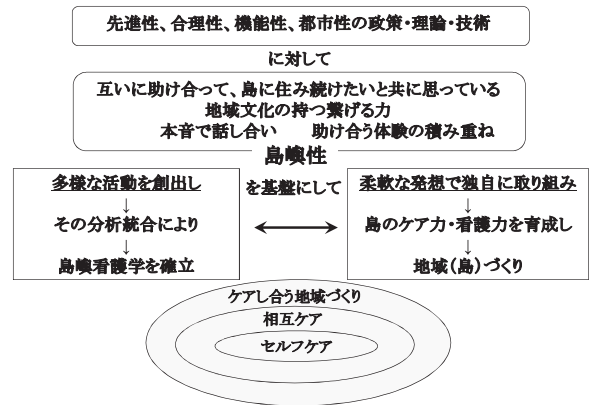 先進性、合理性、機能性、都市性の政策・理論・技術
に対して
互いに助け合って、島に住み続けたいと共に思っている
地域文化の持つ繋げる力
本音で話し合い　助け合う体験の積み重ね
島嶼性
を基盤にして
多様な活動を創出し
↓
その分析統合により
↓
島嶼看護学を確立
柔軟な発想で独自に取り組み
↓
島のケア力・看護力を育成し
↓
地域（島）づくり
ケアし合う地域づくり
相互ケア
セルフケア